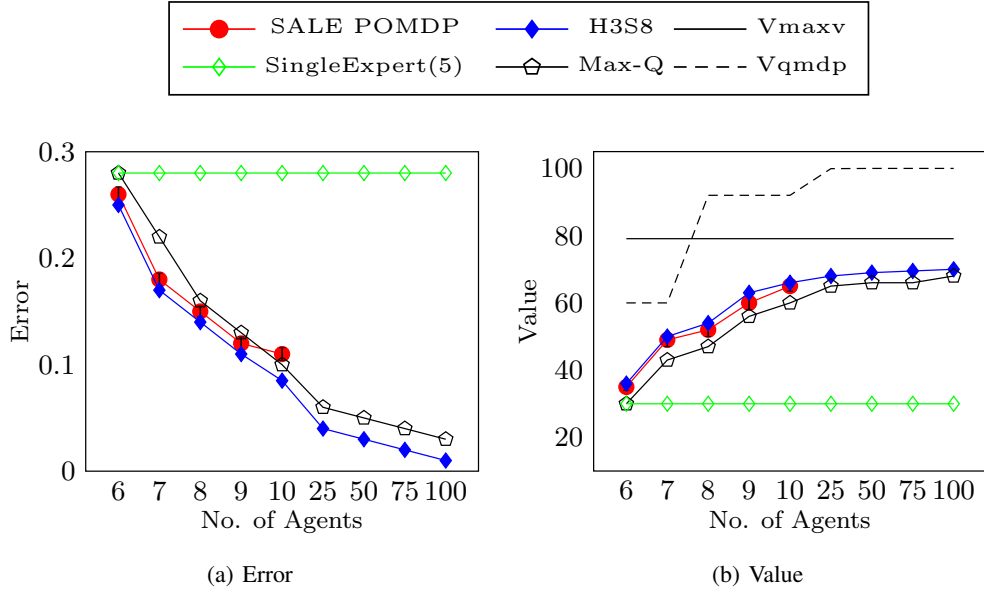 SALE POMDP H3S8 Vmaxv
SingleExpert(5) Max-Q Vqmdp
0.3
0.2
0.1
0
Error
6 7 8 9 10 25 50 75 100
No. of Agents
(a) Error
100
80
60
40
20
Value
6 7 8 9 10 25 50 75 100
No. of Agents
(b) Value